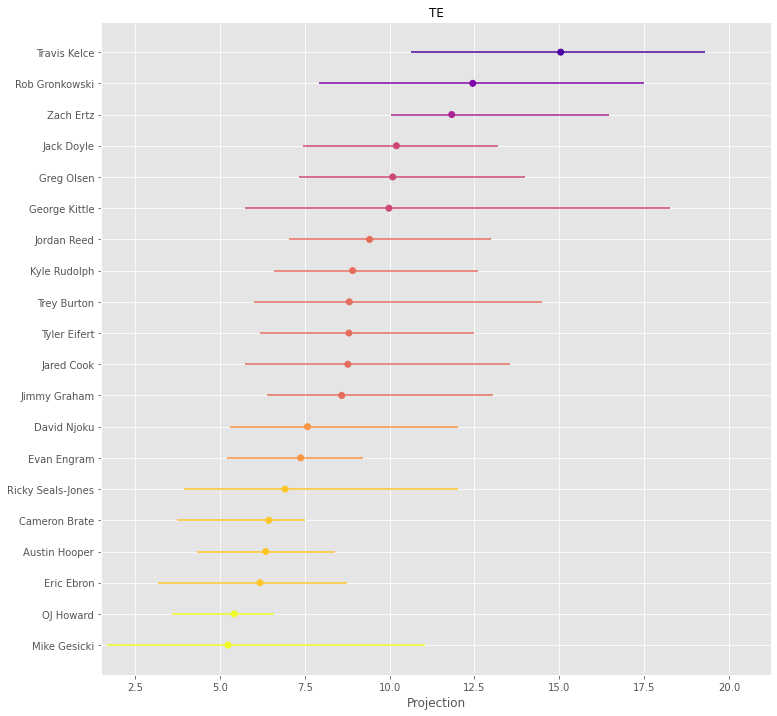 TE
Travis Kelce
Rob Gronkowski
Zach Ertz
Jack Doyle
Greg Olsen
George Kittle
Jordan Reed
Kyle Rudolph
Trey Burton
Tyler Eifert
Jared Cook
Jimmy Graham
David Njoku
Evan Engram
Ricky Seals-Jones
Cameron Brate
Austin Hooper
Eric Ebron
OJ Howard
Mike Gesicki
2.5 5.0 7.5 10.0 12.5 15.0 17.5 20.0
Projection